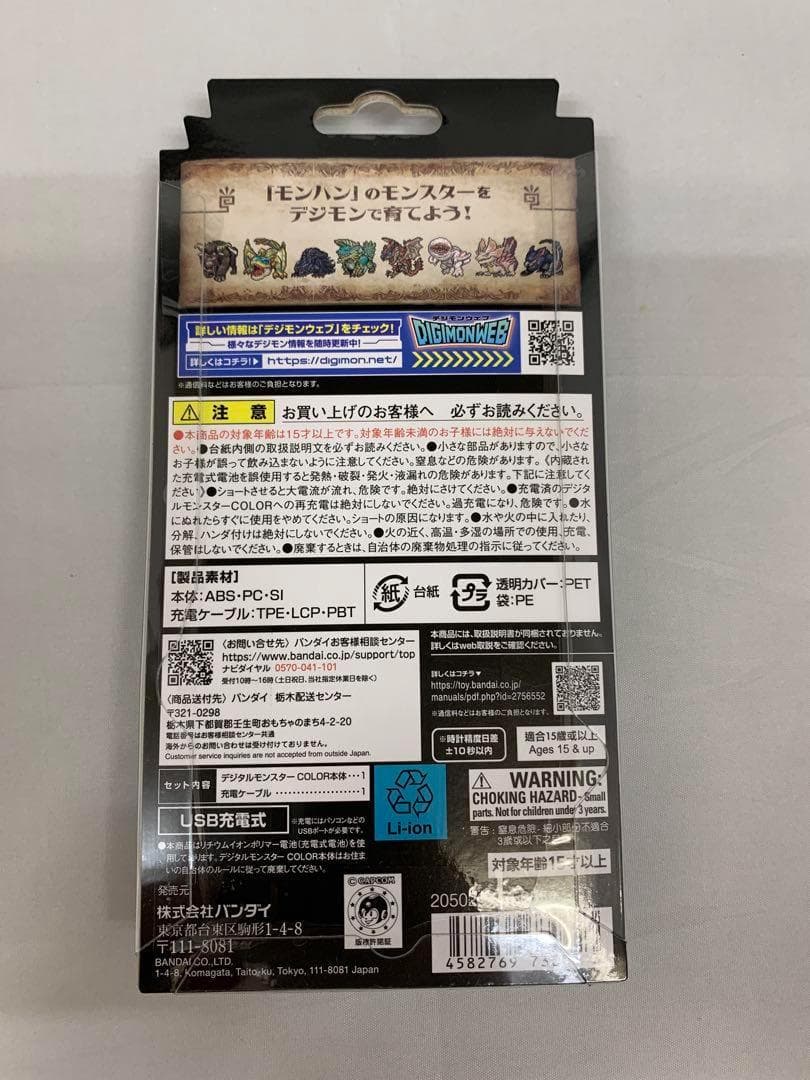 「モンハン」のモンスターを
デジモンで育てよう!
詳しい情報は「デジモンウェブ」をチェック!
様々なデジモン情報を随時更新中!
詳しくはコチラ!▶ https://digimon.net/
デジモンウェブ
DIGIMONWEB
※通信料などはお客様のご負担となります。
注意 お買い上げのお客様へ 必ずお読みください。
●本商品の対象年齢は15才以上です。対象年齢未満のお子様には絶対に与えないでくだ
さい。●台紙内側の取扱説明文を必ずお読みください。●小さな部品がありますので、小さな
お子様が誤って飲み込まないように注意してください。窒息などの危険があります。《内蔵され
た充電式電池を誤使用すると発熱・破裂・発火・液漏れの危険があります。下記に注意してく
ださい》●ショートさせると大電流が流れ、危険です。絶対にさけてください。●充電済のデジタ
ルモンスターCOLORへの再充電は絶対にしないでください。過充電になり、危険です。●水
にぬれたらすぐに使用をやめてください。ショートの原因になります。●水や火の中に入れたり、
分解、ハンダ付けは絶対にしないでください。●火の近く、高温・多湿の場所での使用、充電、
保管はしないでください。●廃棄するときは、自治体の廃棄物処理の指示に従ってください。
【製品素材】
本体:ABS・PC・SI
充電ケーブル:TPE・LCP・PBT
紙 台紙
プラ 透明カバー:PET
袋:PE
〈お問い合せ先〉バンダイお客様相談センター
https://www.bandai.co.jp/support/top
ナビダイヤル 0570-041-101
受付10時～16時(土日祝日、当社指定休業日を除く)
〈商品送付先〉バンダイ 栃木配送センター
〒321-0298
栃木県下都賀郡壬生町おもちゃのまち4-2-20
電話番号はお客様相談センター共通
海外からのお問い合わせは受け付けておりません。
Customer service inquiries are not accepted from outside Japan.
本商品には、取扱説明書が同梱されておりません。
詳しくはweb取説をご確認ください。
詳しくはコチラ▼
https://toy.bandai.co.jp/
manuals/pdf.php?id=2756552
※通信料などはお客様のご負担となります。
※時計精度日差
±10秒以内
適合15歲或以上
Ages 15 & up
セット内容
デジタルモンスター COLOR本体…1
充電ケーブル…………………1
USB充電式
※充電にはパソコンなどの
USBポートが必要です。
●本商品はリチウムイオンポリマー電池(充電式電池)を使
用しております。デジタルモンスター COLOR本体はお住ま
いの自治体のルールに従って廃棄してください。
Li-ion
WARNING:
CHOKING HAZARD-Small
parts. Not for children under 3 years.
警告:窒息危險-細小部分不適合
3歲或以下之
対象年齢15才以上
発売元
株式会社バンダイ
東京都台東区駒形1-4-8
〒111-8081
BANDAI CO.,LTD.
1-4-8, Komagata, Taito-ku, Tokyo, 111-8081 Japan
©CAPCOM
版権許諾証
20502
4582769